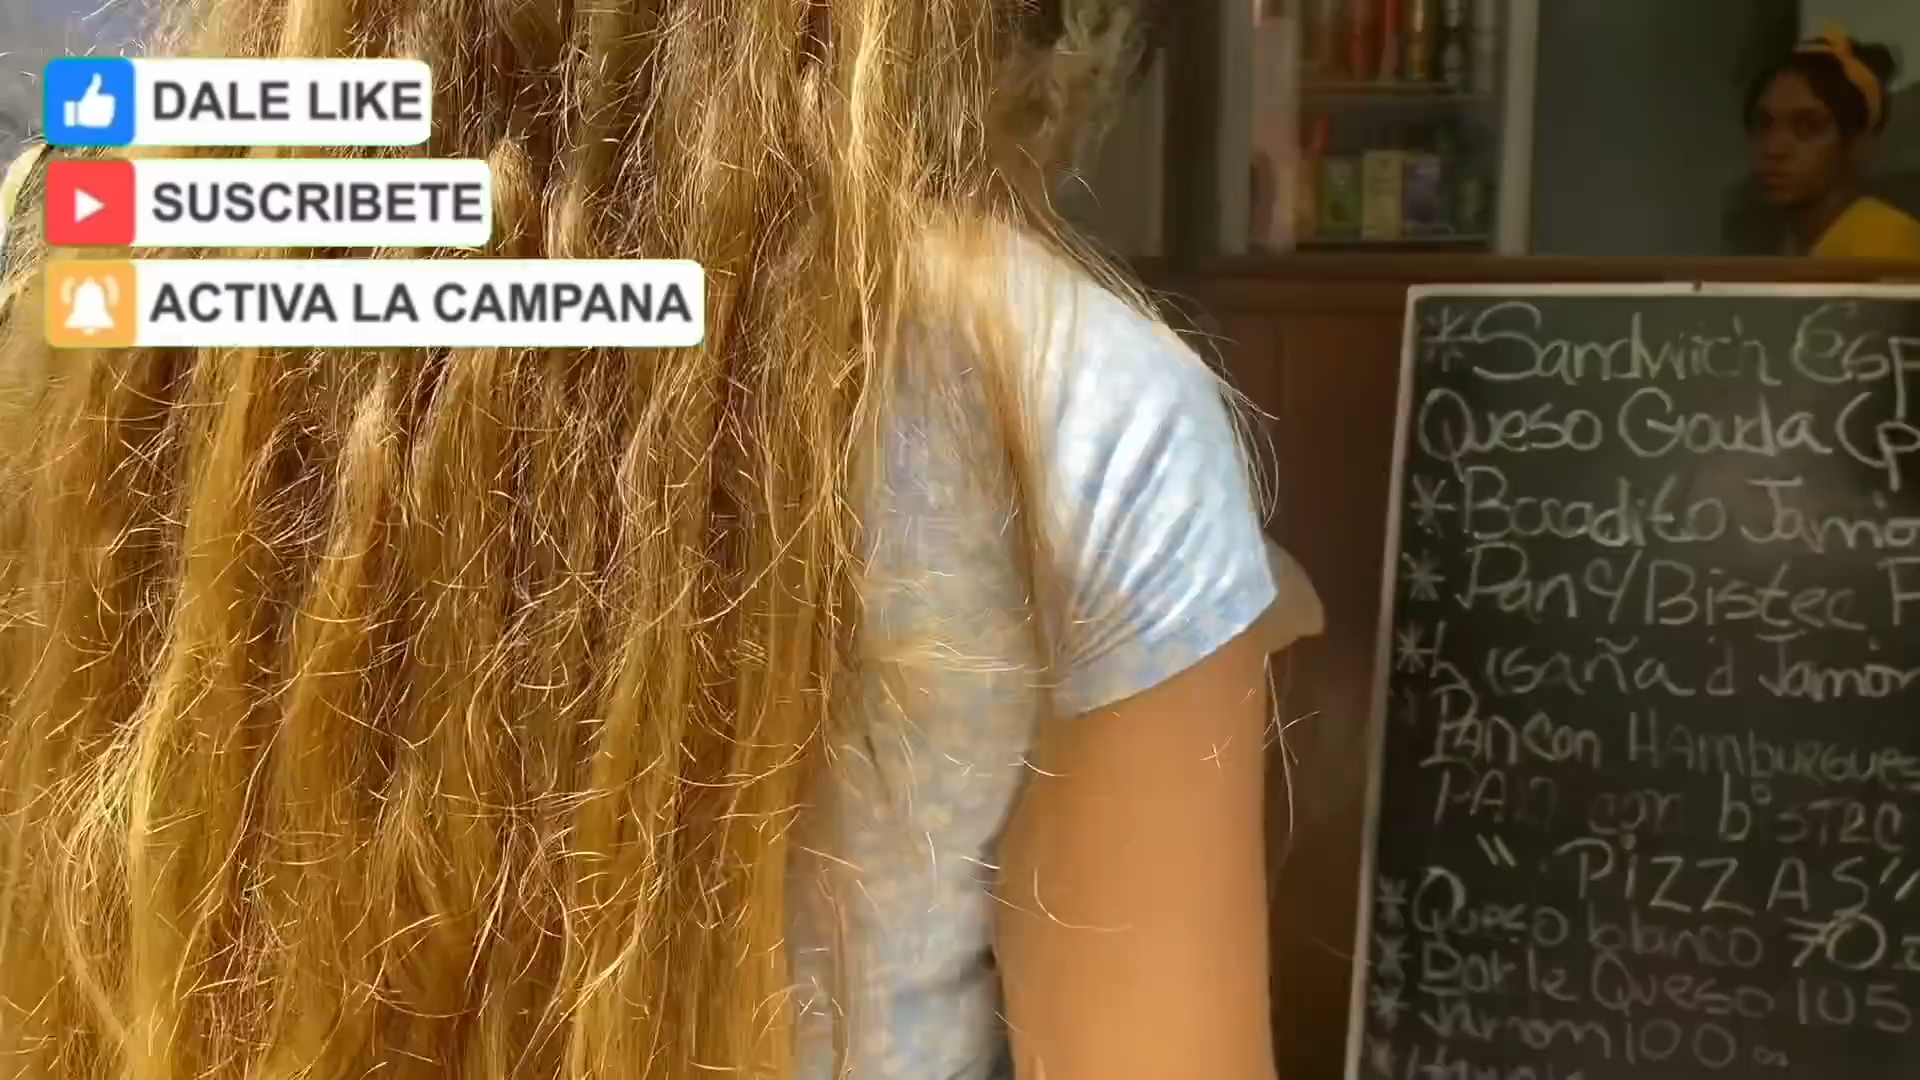 DALE LIKE
SUSCRIBETE
ACTIVA LA CAMPANA
*Sandwich Esp
Queso Gouda (p
*Bocadito Jamo
*Pan c/Bistec P
* Lasaña d Jamon
Pan con Hamburgues
PAN con bisTEC
" PiZZAS"
*Queso blanco 70
*Doble Queso 105
*Jamon 100